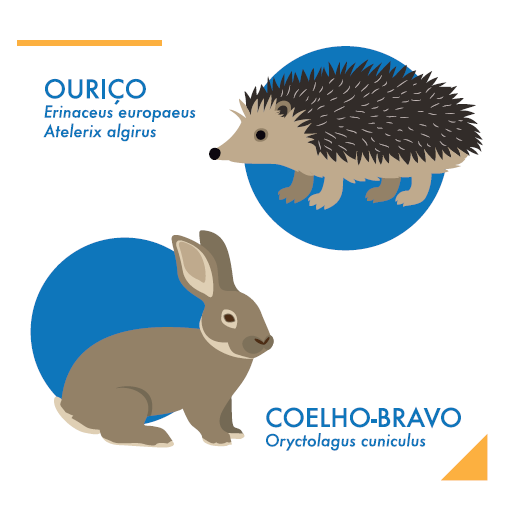 OURIÇO
Erinaceus europaeus
Atelerix algirus
COELHO-BRAVO
Oryctolagus cuniculus